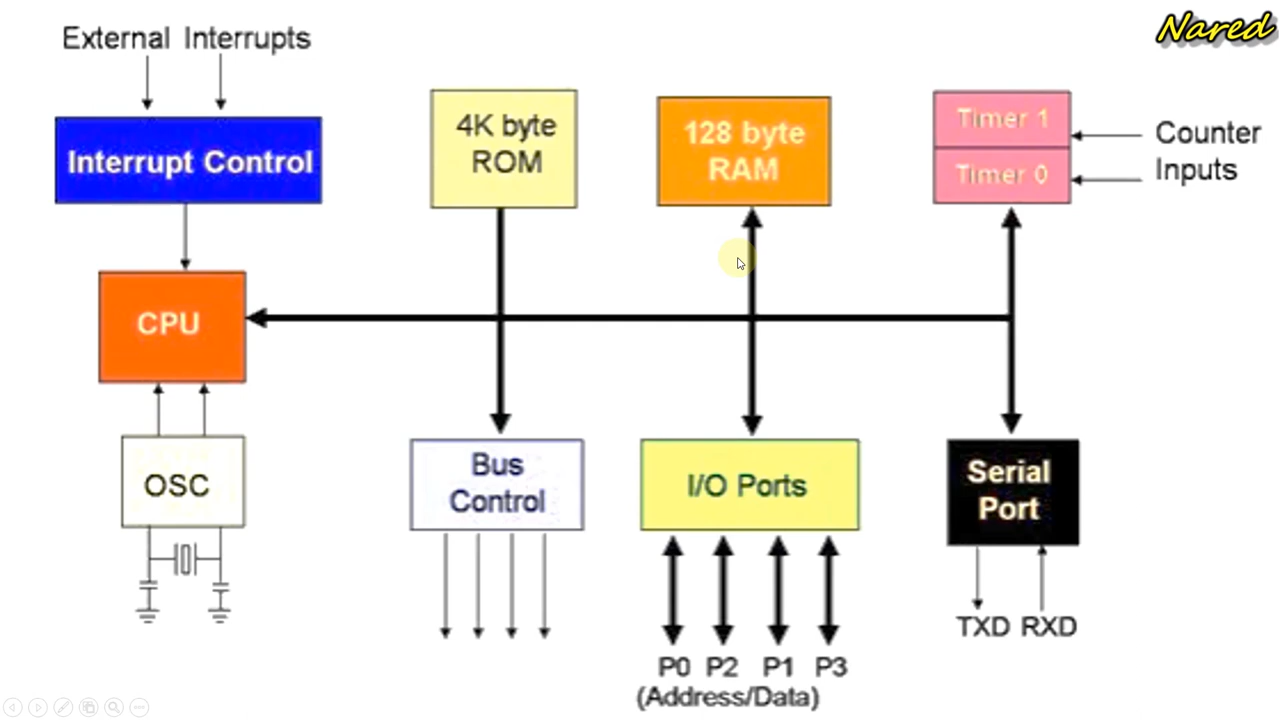 Nared
External Interrupts
Interrupt Control
4K byte
ROM
128 byte
RAM
Timer 1
Timer 0
Counter
Inputs
CPU
OSC
Bus
Control
I/O Ports
Serial
Port
TXD RXD
P0 P2 P1 P3
(Address/Data)